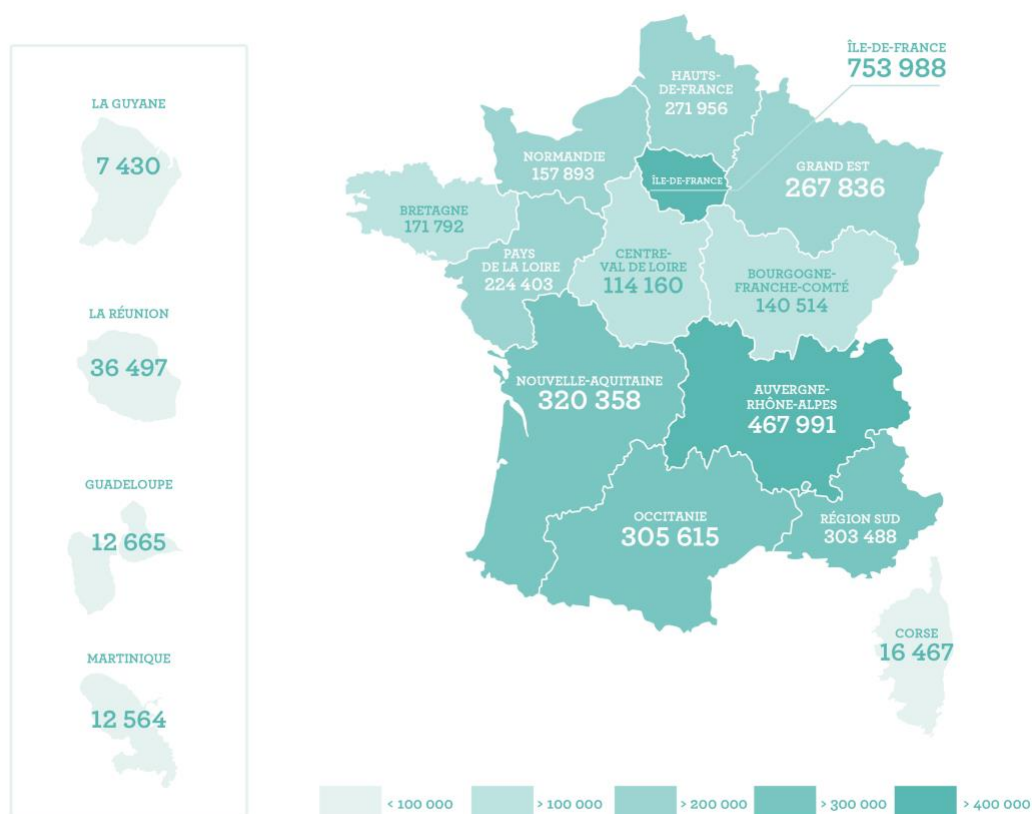 LA GUYANE
7 430
LA RÉUNION
36 497
GUADELOUPE
12 665
MARTINIQUE
12 564
ÎLE-DE-FRANCE
753 988
HAUTS-
DE-FRANCE
271 956
NORMANDIE
157 893
ÎLE-DE-FRANCE
GRAND EST
267 836
BRETAGNE
171 792
PAYS
DE LA LOIRE
224 403
CENTRE-
VAL DE LOIRE
114 160
BOURGOGNE-
FRANCHE-COMTÉ
140 514
NOUVELLE-AQUITAINE
320 358
AUVERGNE-
RHÔNE-ALPES
467 991
OCCITANIE
305 615
RÉGION SUD
303 488
CORSE
16 467
< 100 000
> 100 000
> 200 000
> 300 000
> 400 000